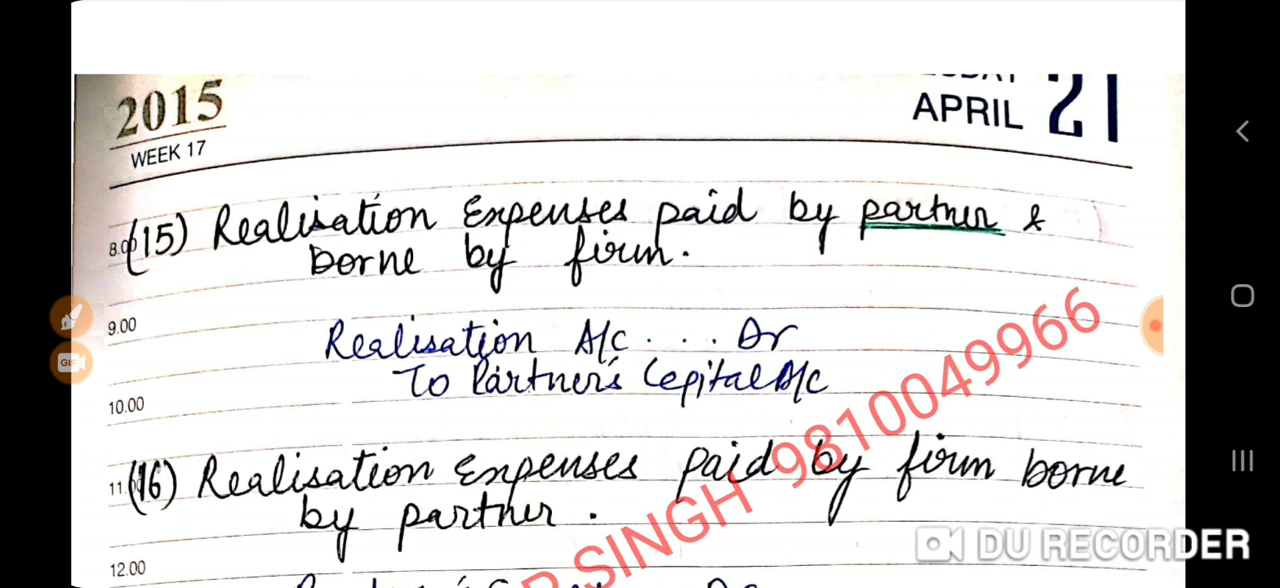 2015
WEEK 17
APRIL 21
8.00
(15) Realisation Expenses paid by partner &
borne by firm.
9.00
Realisation A/c . . . . Dr
To Partner's Capital A/c
10.00
11.00
(16) Realisation Expenses paid by firm borne
by partner .
12.00
SINGH 9810049966
GIF
DU RECORDER